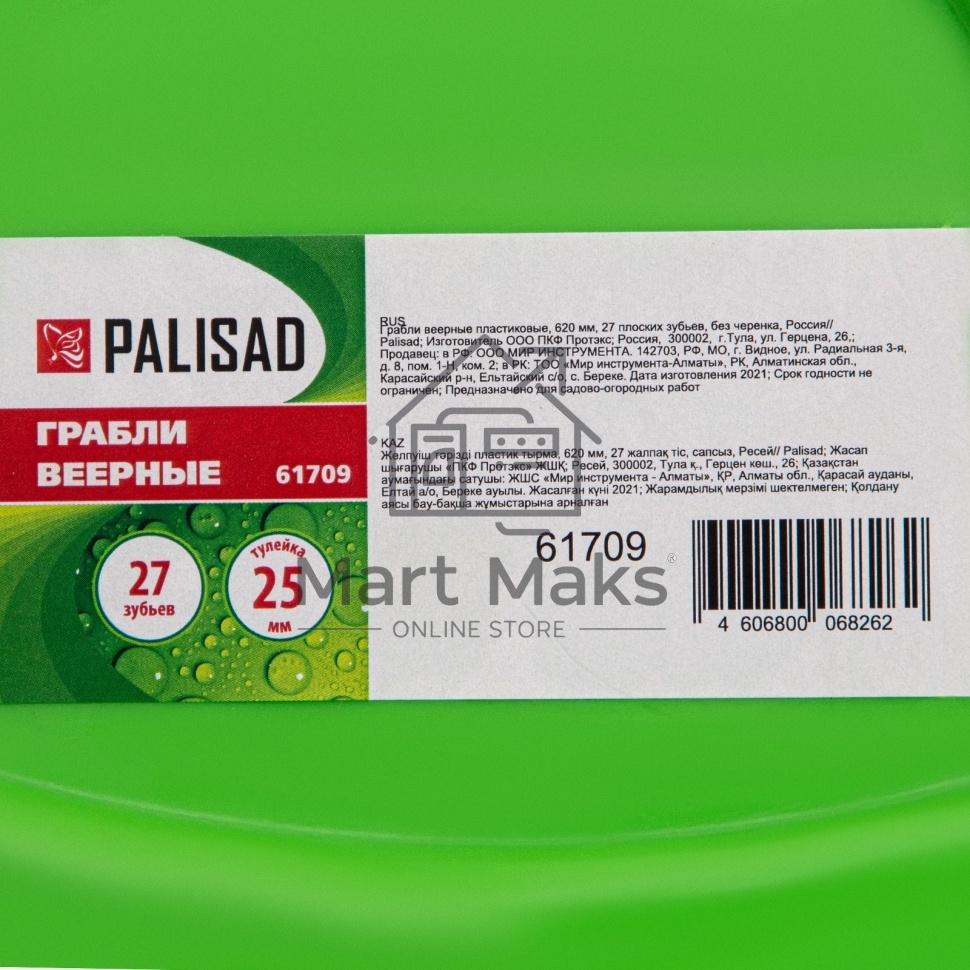 PALISAD
ГРАБЛИ
ВЕЕРНЫЕ 61709
27
зубьев
тулейка
25
мм
RUS
Грабли веерные пластиковые, 620 мм, 27 плоских зубьев, без черенка, Россия//
Palisad; Изготовитель ООО ПКФ Протэкс; Россия, 300002, г.Тула, ул. Герцена, 26,;
Продавец: в РФ: ООО «МИР ИНСТРУМЕНТА. 142703, РФ, МО, г. Видное, ул. Радиальная 3-я,
д. 8, пом. 1-Н, ком. 2; в РК: ТОО «Мир инструмента-Алматы», РК, Алматинская обл.,
Карасайский р-н, Ельтайский с/о, с. Береке. Дата изготовления 2021; Срок годности не
ограничен; Предназначено для садово-огородных работ
KAZ
Желпуіш тәрізді пластик тырма, 620 мм, 27 жалпақ тіс, сапсыз, Ресей// Palisad; Жасап
шығарушы «ПКФ Протэкс» ЖШҚ; Ресей, 300002, Тула қ., Герцен көш., 26; Қазақстан
аумағындағы сатушы: ЖШС «Мир инструмента - Алматы», ҚР, Алматы обл., Қарасай ауданы,
Елтай а/о, Береке ауылы. Жасалған күні 2021; Жарамдылық мерзімі шектелмеген; Қолдану
аясы бау-бақша жұмыстарына арналған
61709
4 606800 068262
Mart Maks®
ONLINE STORE